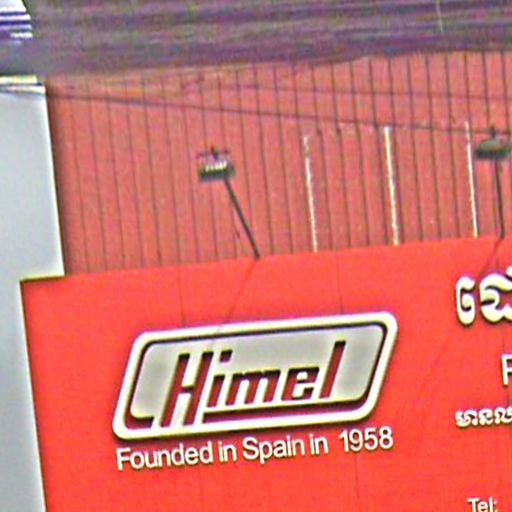 Himel
Founded in Spain in 1958
Tel: